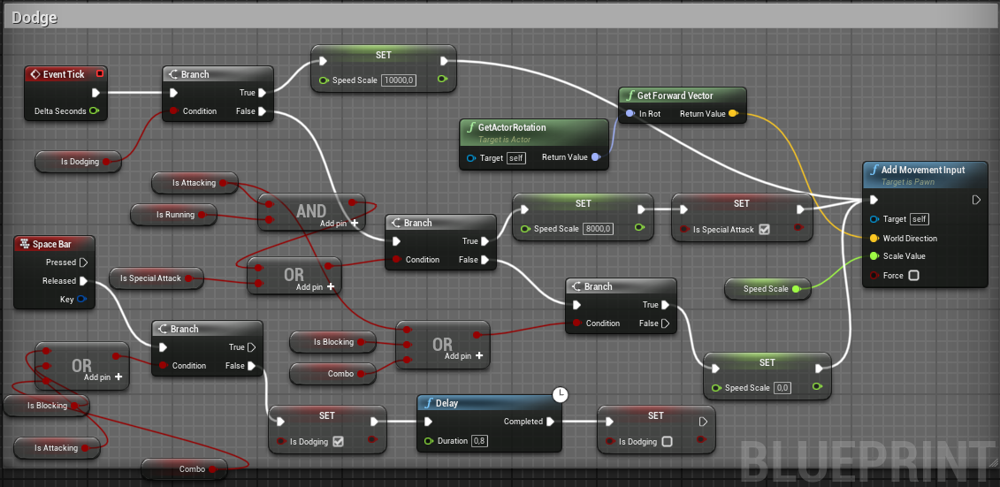 Dodge
Event Tick
Delta Seconds
Branch
True
Condition
False
SET
Speed Scale 10000,0
Get Forward Vector
In Rot Return Value
GetActorRotation
Target is Actor
Target self Return Value
Is Dodging
Is Attacking
Is Running
AND
Add pin +
Branch
True
Condition
False
SET
Speed Scale 8000,0
SET
Is Special Attack
Add Movement Input
Target is Pawn
Target self
World Direction
Scale Value
Force
Speed Scale
Space Bar
Pressed
Released
Key
Is Special Attack
OR
Add pin +
Branch
True
Condition
False
Branch
True
Condition
False
Is Blocking
Combo
OR
Add pin +
SET
Speed Scale 0,0
OR
Add pin +
Is Blocking
Is Attacking
Combo
SET
Is Dodging
Delay
Completed
Duration 0,8
SET
Is Dodging
BLUEPRINT